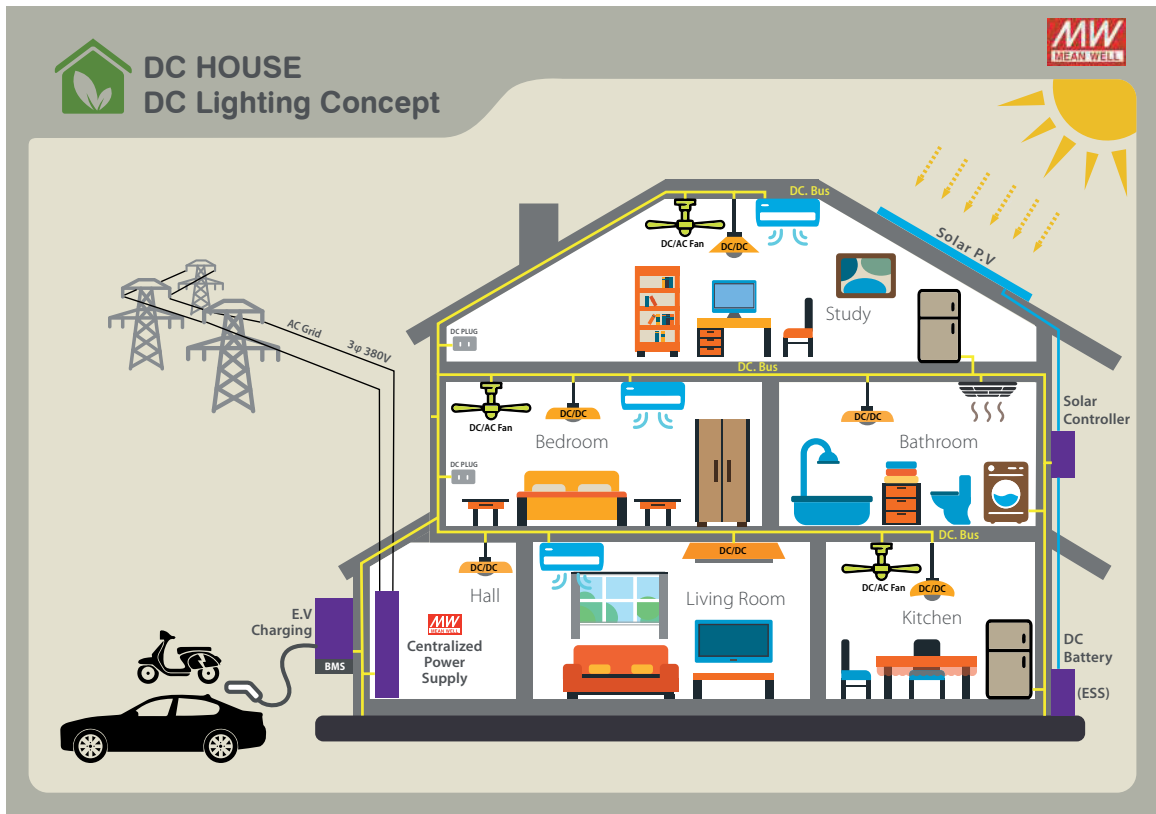 DC HOUSE
DC Lighting Concept
MW
MEAN WELL
DC. Bus
Solar P.V
DC/AC Fan
DC/DC
Study
DC PLUG
AC Grid
3φ 380V
DC. Bus
DC/AC Fan
DC/DC
Bedroom
DC PLUG
DC/DC
Bathroom
Solar
Controller
DC. Bus
DC/DC
Hall
DC/DC
Living Room
DC/AC Fan
DC/DC
Kitchen
E.V
Charging
BMS
MW
MEAN WELL
Centralized
Power
Supply
DC
Battery
(ESS)